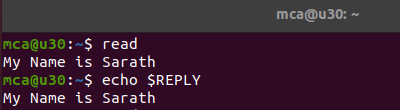 mca@u30: ~
mca@u30:~$ read
My Name is Sarath
mca@u30:~$ echo $REPLY
My Name is Sarath